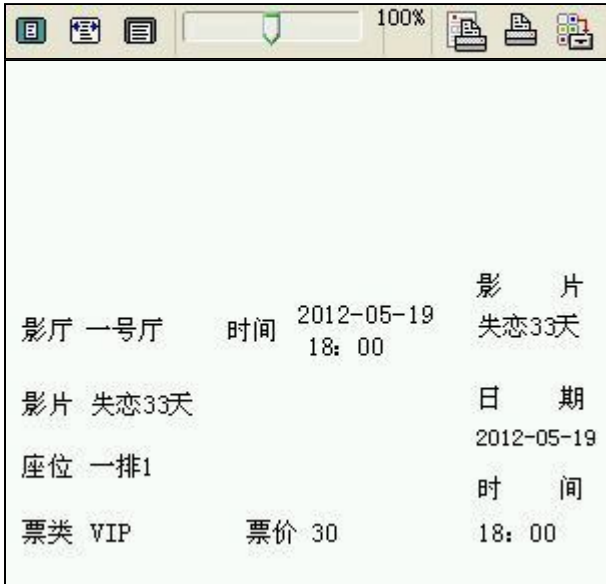 100%
影厅 一号厅 时间 2012-05-19
18：00
影片 失恋33天
座位 一排1
票类 VIP 票价 30
影 片
失恋33天
日 期
2012-05-19
时 间
18：00